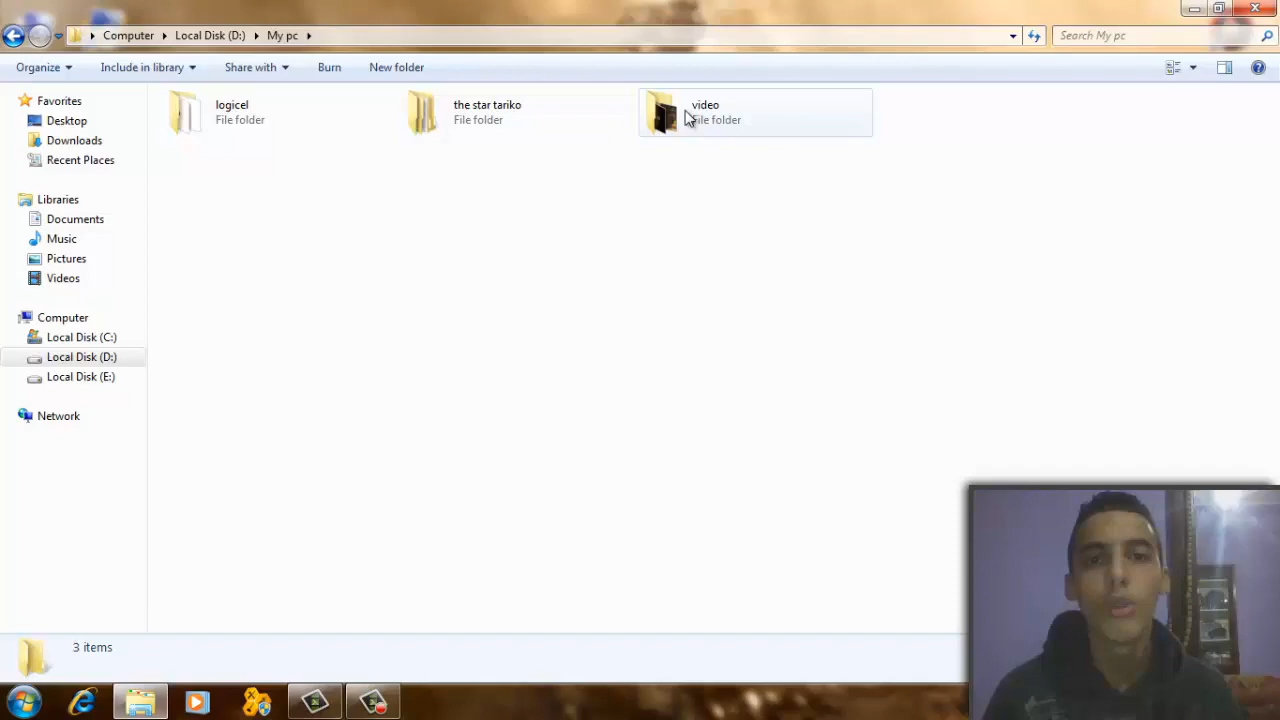 Computer Local Disk (D:) My pc
Search My pc
Organize Include in library Share with Burn New folder
Favorites
Desktop
Downloads
Recent Places
Libraries
Documents
Music
Pictures
Videos
Computer
Local Disk (C:)
Local Disk (D:)
Local Disk (E:)
Network
logicel
File folder
the star tariko
File folder
video
File folder
3 items